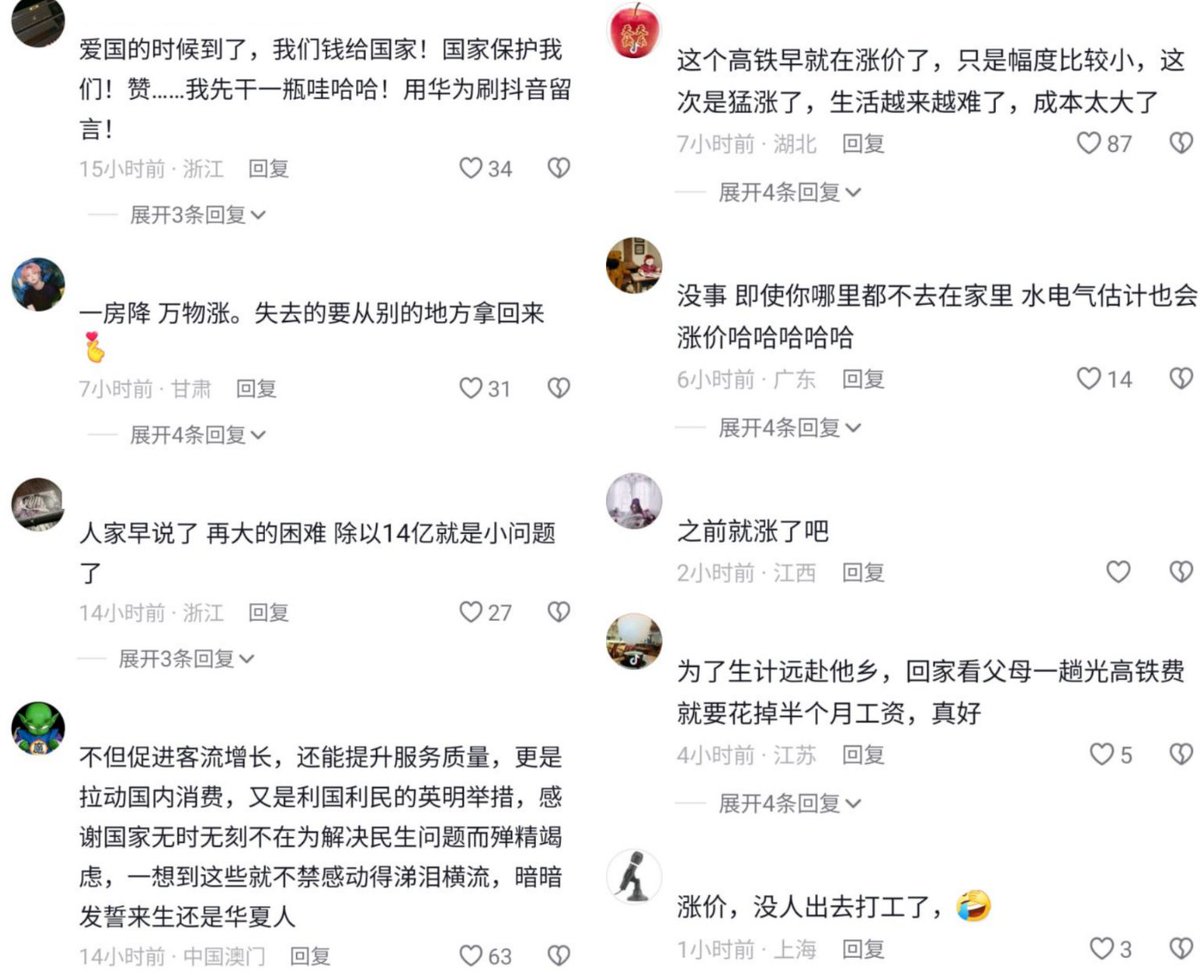 爱国的时候到了，我们钱给国家！国家保护我
们！赞……我先干一瓶哇哈哈！用华为刷抖音留
言！
15小时前 · 浙江 回复 34
展开3条回复
一房降 万物涨。失去的要从别的地方拿回来
7小时前 · 甘肃 回复 31
展开4条回复
人家早说了 再大的困难 除以14亿就是小问题
了
14小时前 · 浙江 回复 27
展开3条回复
不但促进客流增长，还能提升服务质量，更是
拉动国内消费，又是利国利民的英明举措，感
谢国家无时无刻不在为解决民生问题而殚精竭
虑，一想到这些就不禁感动得涕泪横流，暗暗
发誓来生还是华夏人
14小时前 · 中国澳门 回复 63
这个高铁早就在涨价了，只是幅度比较小，这
次是猛涨了，生活越来越难了，成本太大了
7小时前 · 湖北 回复 87
展开4条回复
没事 即使你哪里都不去在家里 水电气估计也会
涨价哈哈哈哈哈
6小时前 · 广东 回复 14
展开4条回复
之前就涨了吧
2小时前 · 江西 回复
为了生计远赴他乡，回家看父母一趟光高铁费
就要花掉半个月工资，真好
4小时前 · 江苏 回复 5
展开4条回复
涨价，没人出去打工了，
1小时前 · 上海 回复 3